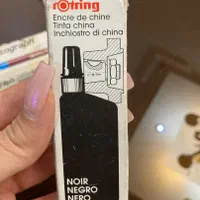 rotring
Encre de chine
Tinta china
Inchiostro di china
NOIR
NEGRO
NERO